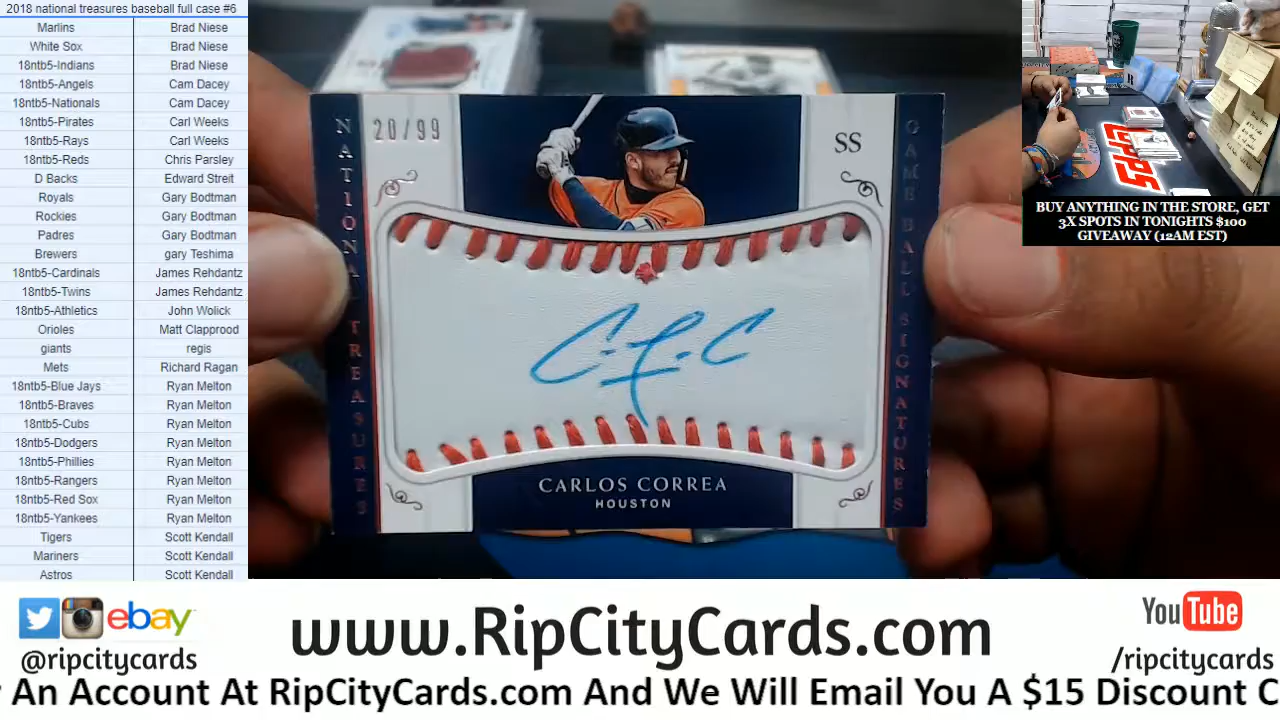 2018 national treasures baseball full case #6
Marlins Brad Niese
White Sox Brad Niese
18ntb5-Indians Brad Niese
18ntb5-Angels Cam Dacey
18ntb5-Nationals Cam Dacey
18ntb5-Pirates Carl Weeks
18ntb5-Rays Carl Weeks
18ntb5-Reds Chris Parsley
D Backs Edward Streit
Royals Gary Bodtman
Rockies Gary Bodtman
Padres Gary Bodtman
Brewers gary Teshima
18ntb5-Cardinals James Rehdantz
18ntb5-Twins James Rehdantz
18ntb5-Athletics John Wolick
Orioles Matt Clapprood
giants regis
Mets Richard Ragan
18ntb5-Blue Jays Ryan Melton
18ntb5-Braves Ryan Melton
18ntb5-Cubs Ryan Melton
18ntb5-Dodgers Ryan Melton
18ntb5-Phillies Ryan Melton
18ntb5-Rangers Ryan Melton
18ntb5-Red Sox Ryan Melton
18ntb5-Yankees Ryan Melton
Tigers Scott Kendall
Mariners Scott Kendall
Astros Scott Kendall
NATIONAL TREASURES
20/99
SS
GAME BALL SIGNATURES
C.J.C
CARLOS CORREA
HOUSTON
TOPPS
BUY ANYTHING IN THE STORE, GET
3X SPOTS IN TONIGHTS $100
GIVEAWAY (12AM EST)
ebay
@ripcitycards
www.RipCityCards.com
YouTube
/ripcitycards
An Account At RipCityCards.com And We Will Email You A $15 Discount C